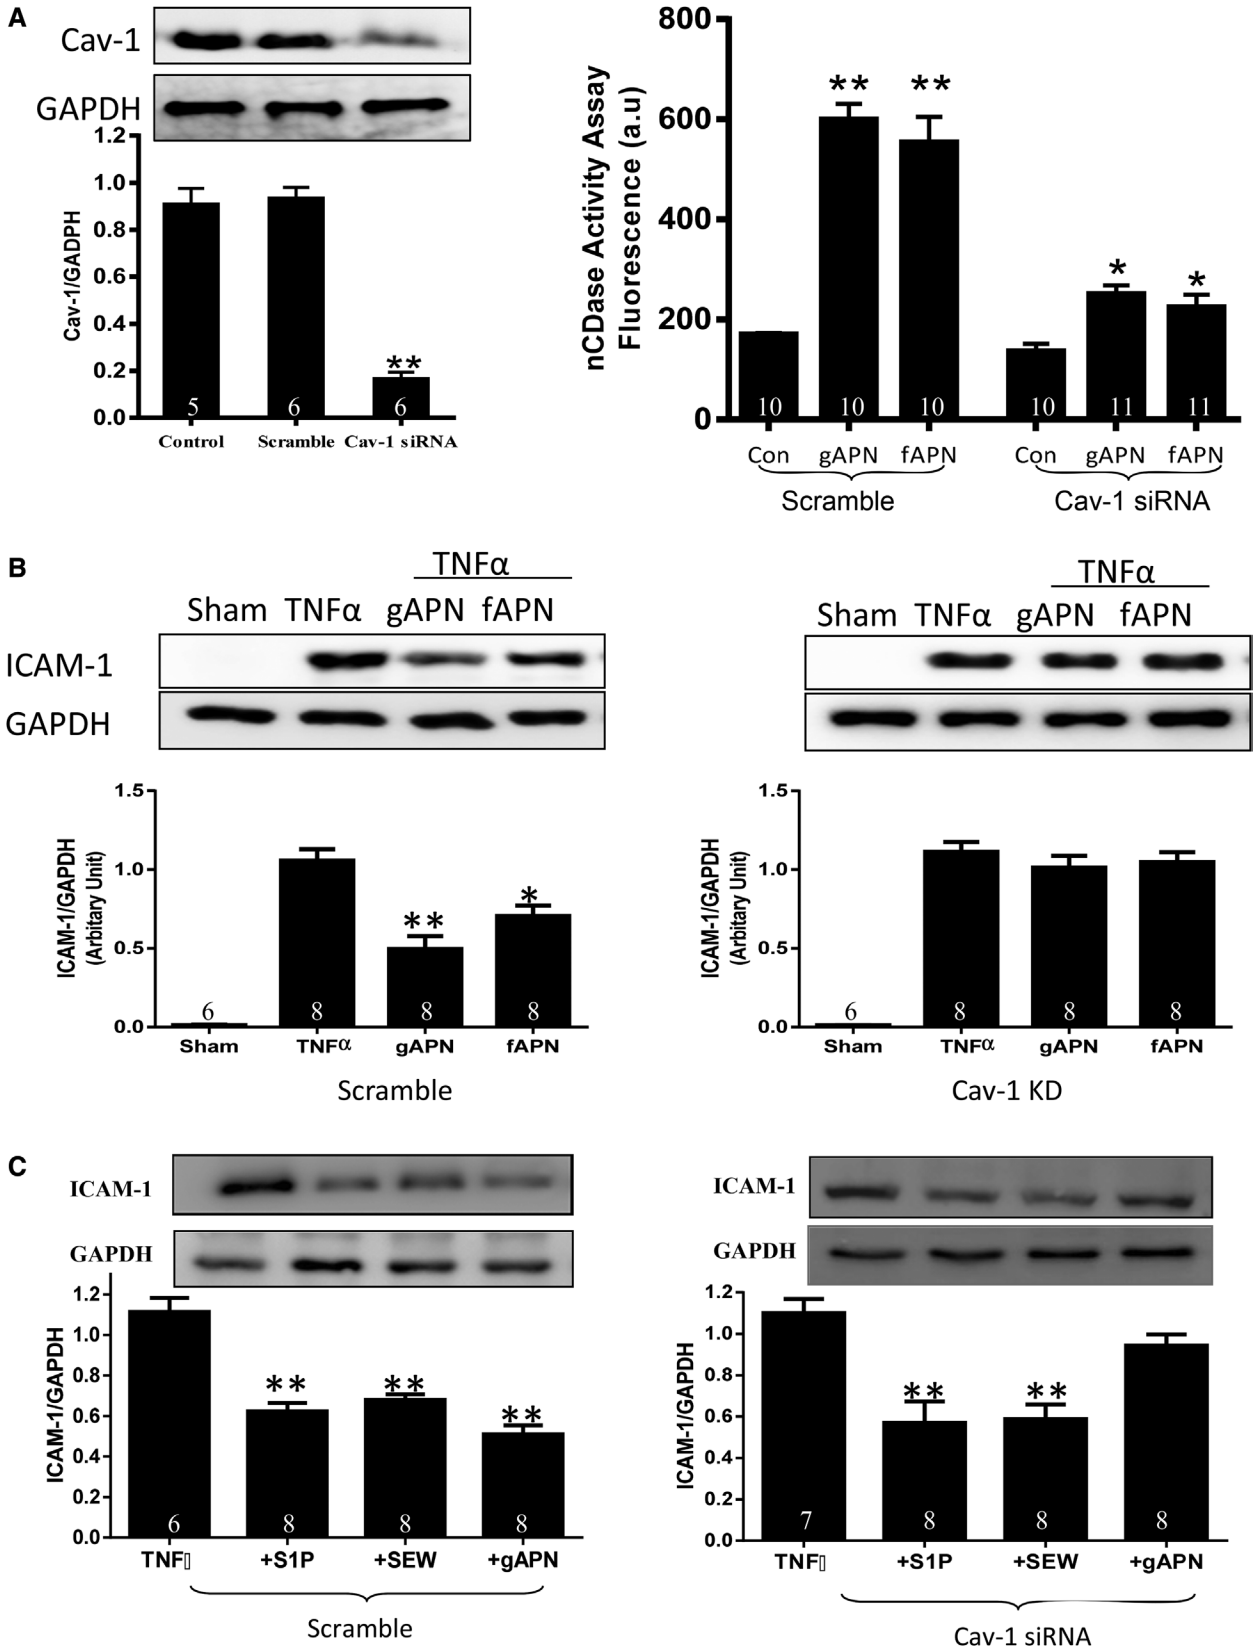 A
Cav-1
GAPDH
1.2
1.0
0.8
0.6
0.4
0.2
0.0
Cav-1/GADPH
**
5 6 6
Control Scramble Cav-1 siRNA
nCDase Activity Assay
Fluorescence (a.u)
800
600
400
200
0
** ** * *
10 10 10 10 11 11
Con gAPN fAPN Con gAPN fAPN
Scramble Cav-1 siRNA
B
TNFα
Sham TNFα gAPN fAPN
ICAM-1
GAPDH
ICAM-1/GAPDH
(Arbitary Unit)
1.5
1.0
0.5
0.0
** *
6 8 8 8
Sham TNFα gAPN fAPN
Scramble
TNFα
Sham TNFα gAPN fAPN
ICAM-1/GAPDH
(Arbitary Unit)
1.5
1.0
0.5
0.0
6 8 8 8
Sham TNFα gAPN fAPN
Cav-1 KD
C
ICAM-1
GAPDH
ICAM-1/GAPDH
1.2
1.0
0.8
0.6
0.4
0.2
0.0
** ** **
6 8 8 8
TNF▯ +S1P +SEW +gAPN
Scramble
ICAM-1
GAPDH
ICAM-1/GAPDH
1.2
1.0
0.8
0.6
0.4
0.2
0.0
** **
7 8 8 8
TNF▯ +S1P +SEW +gAPN
Cav-1 siRNA